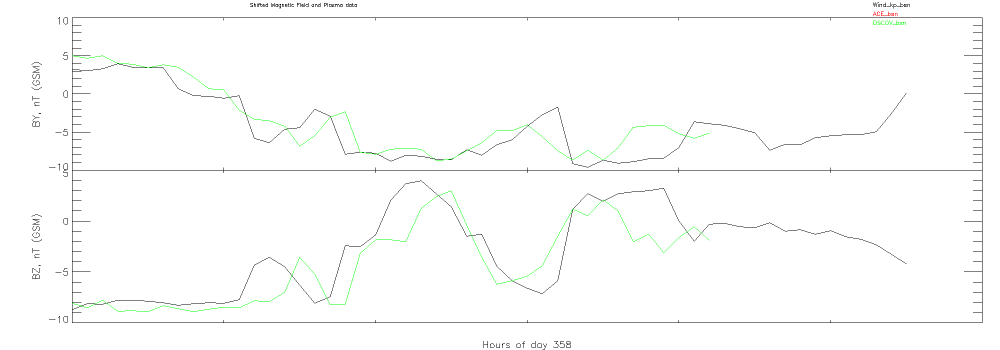 Shifted Magnetic Field and Plasma data
Wind_kp_bsn
ACE_bsn
DSCOV_bsn
10
5
0
-5
-10
BY, nT (GSM)
5
0
-5
-10
BZ, nT (GSM)
Hours of day 358